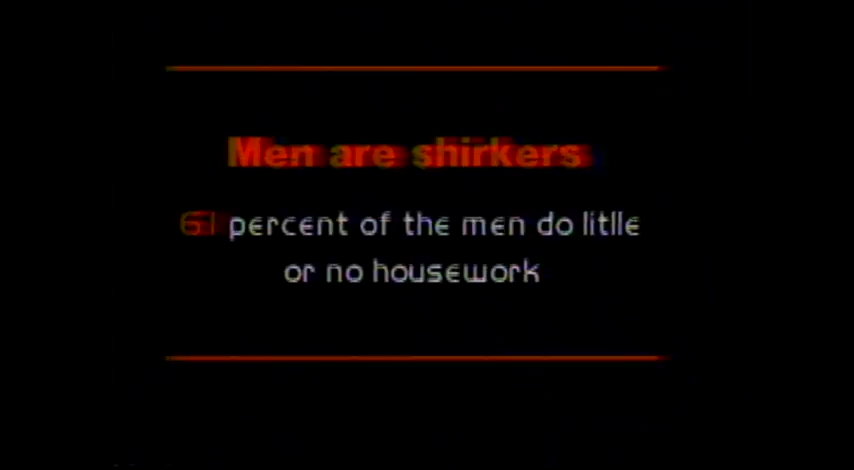 Men are shirkers
61 percent of the men do litlle
or no housework